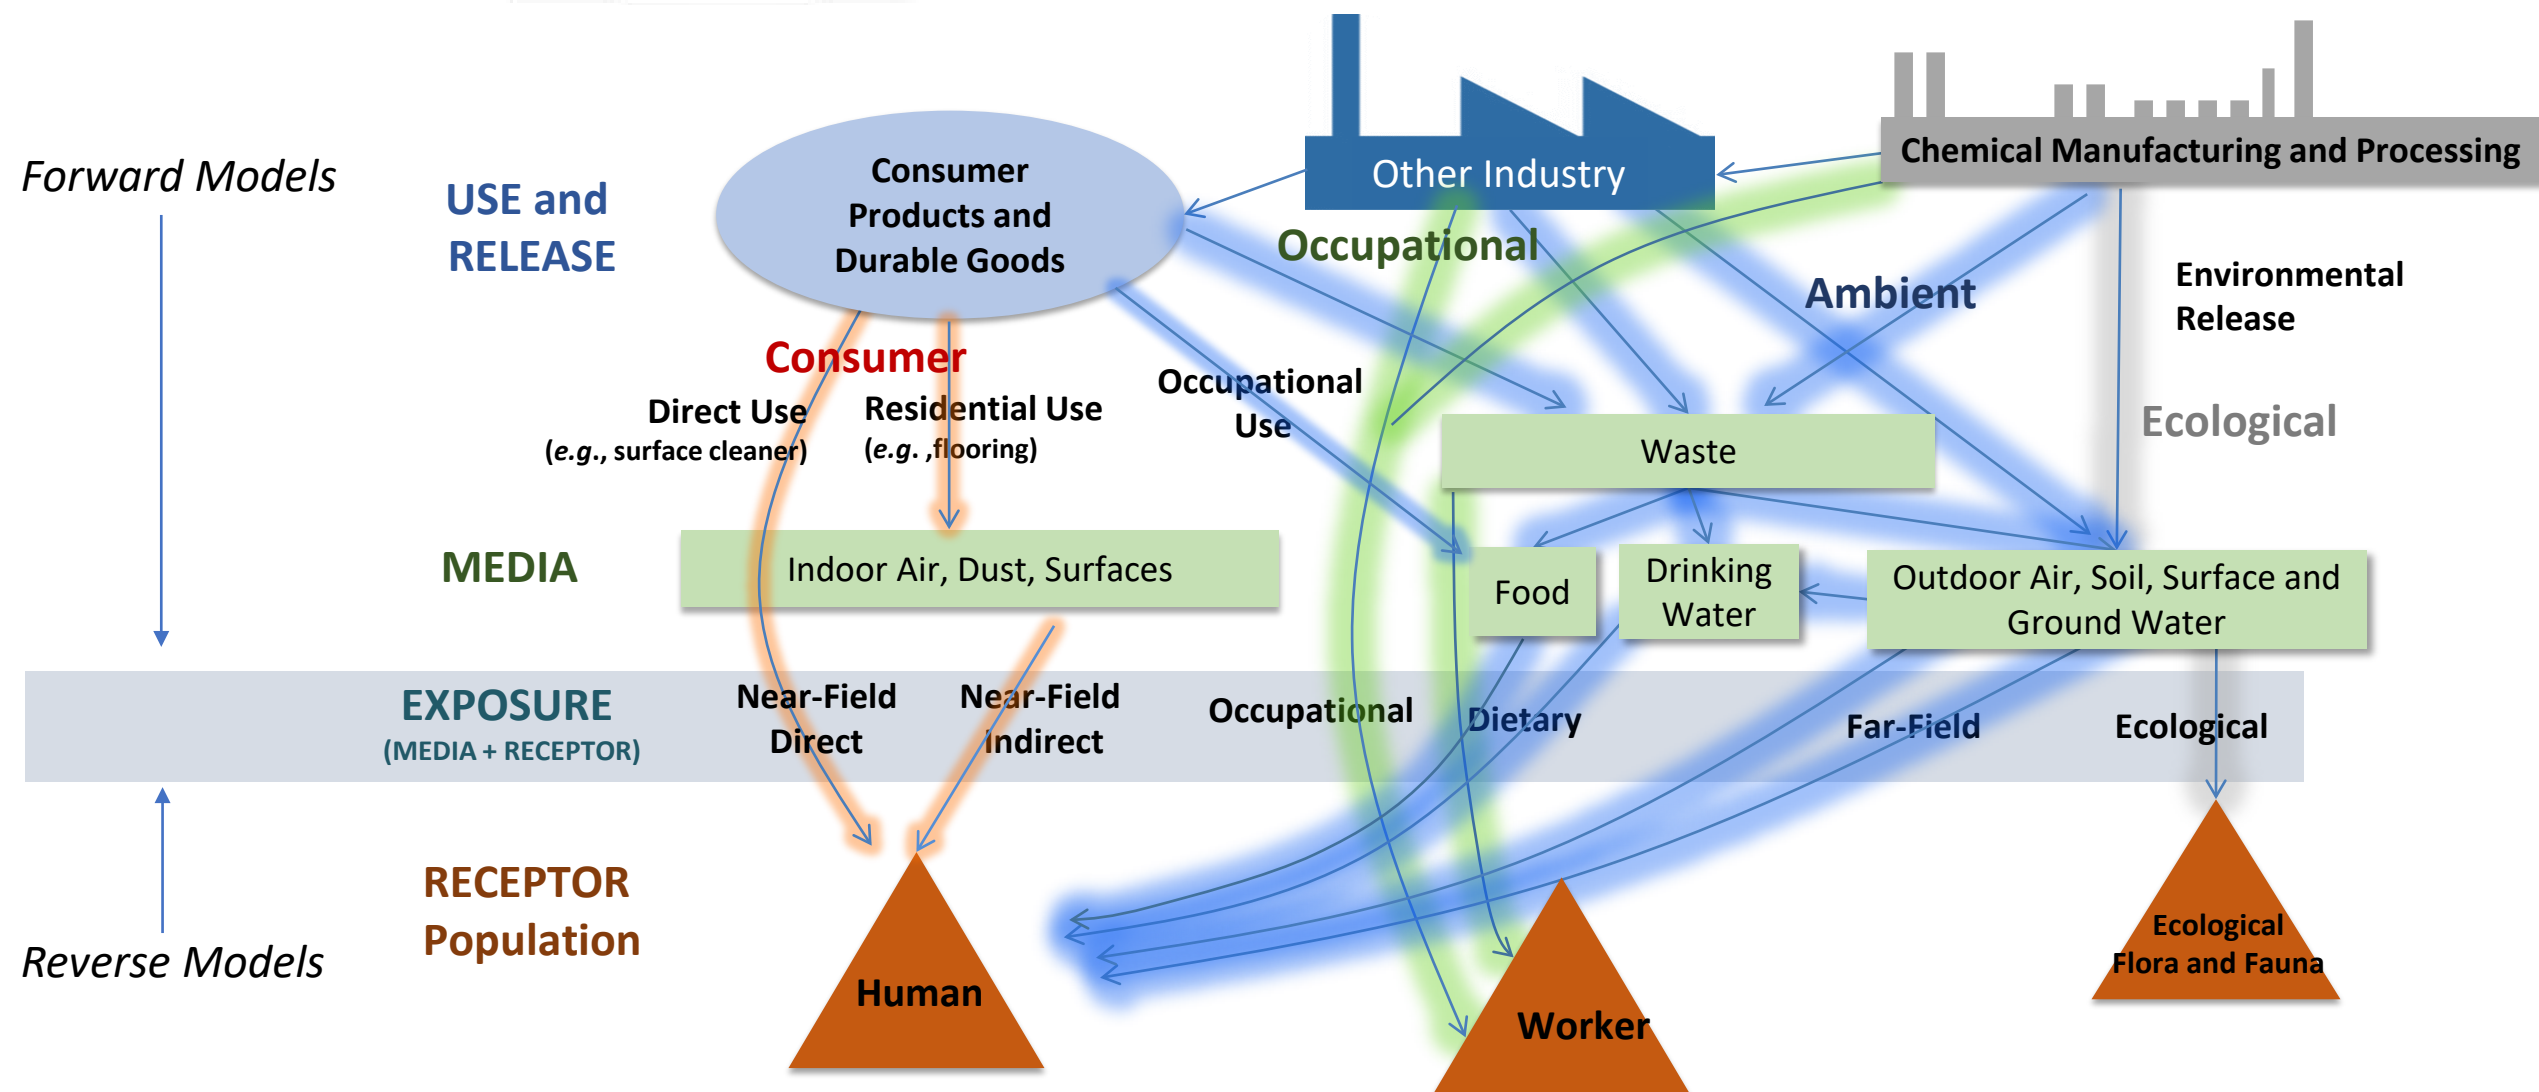 Forward Models
USE and
RELEASE
Consumer
Products and
Durable Goods
Other Industry
Chemical Manufacturing and Processing
Occupational
Ambient
Environmental
Release
Consumer
Direct Use
(e.g., surface cleaner)
Residential Use
(e.g. ,flooring)
Occupational
Use
Ecological
Waste
MEDIA
Indoor Air, Dust, Surfaces
Food
Drinking
Water
Outdoor Air, Soil, Surface and
Ground Water
EXPOSURE
(MEDIA + RECEPTOR)
Near-Field
Direct
Near-Field
Indirect
Occupational
Dietary
Far-Field
Ecological
RECEPTOR
Population
Reverse Models
Human
Worker
Ecological
Flora and Fauna